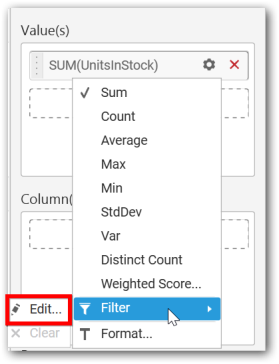 Value(s)
SUM(UnitsInStock)
Sum
Count
Average
Max
Min
StdDev
Column(
Var
Distinct Count
Weighted Score...
Edit...
Filter
Clear
Format...